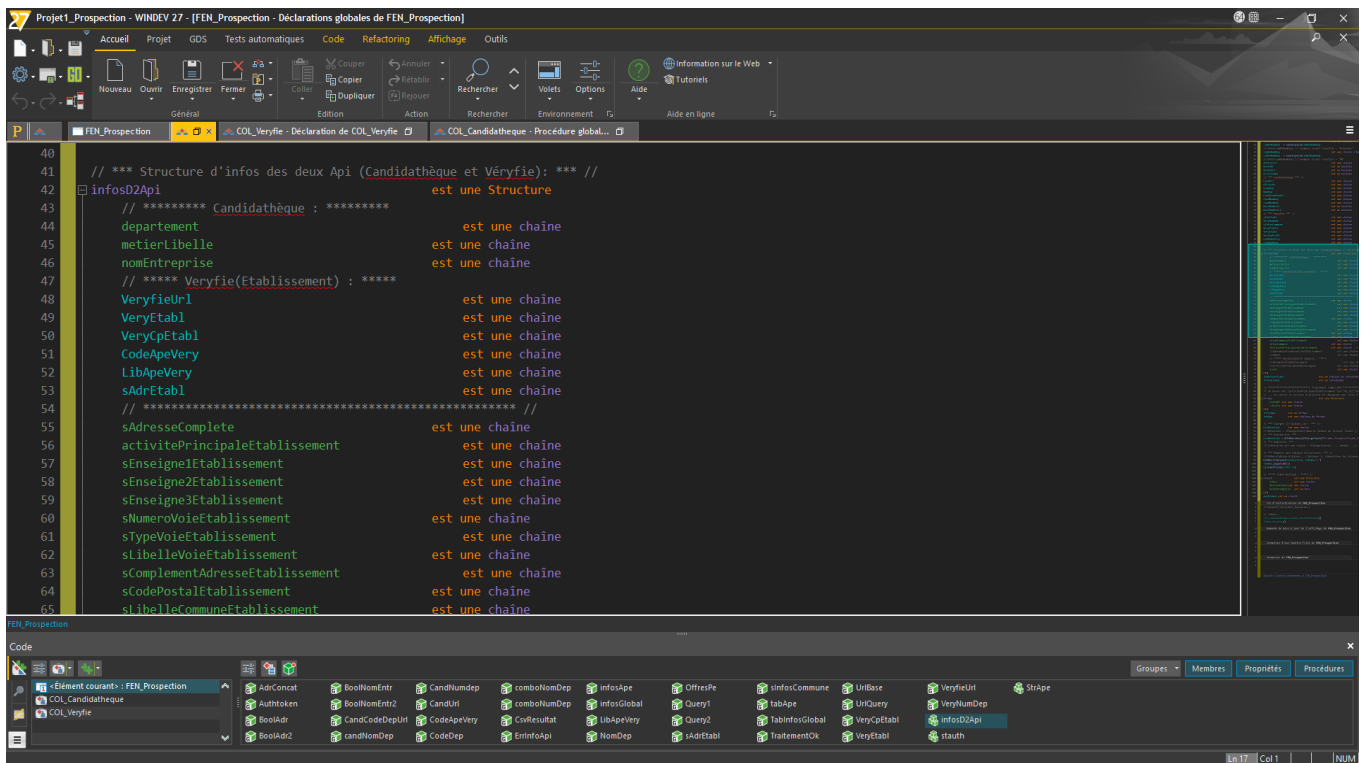 27 Projet1_Prospection - WINDEV 27 - [FEN_Prospection - Déclarations globales de FEN_Prospection]
Accueil Projet GDS Tests automatiques Code Refactoring Affichage Outils
Couper Annuler Information sur le Web
GO Copier Rétablir Tutoriels
Nouveau Ouvrir Enregistrer Fermer Coller Dupliquer Rejouer Rechercher Volets Options Aide
Général Edition Action Rechercher Environnement Aide en ligne
P FEN_Prospection COL_Veryfie - Déclaration de COL_Veryfie COL_Candidatheque - Procédure global...
40
41 // *** Structure d'infos des deux Api (Candidathèque et Véryfie): *** //
42 infosD2Api est une Structure
43 // ********* Candidathèque : *********
44 departement est une chaîne
45 metierLibelle est une chaîne
46 nomEntreprise est une chaîne
47 // ***** Veryfie(Etablissement) : *****
48 VeryfieUrl est une chaîne
49 VeryEtabl est une chaîne
50 VeryCpEtabl est une chaîne
51 CodeApeVery est une chaîne
52 LibApeVery est une chaîne
53 sAdrEtabl est une chaîne
54 // **************************************************** //
55 sAdresseComplete est une chaîne
56 activitePrincipaleEtablissement est une chaîne
57 sEnseigne1Etablissement est une chaîne
58 sEnseigne2Etablissement est une chaîne
59 sEnseigne3Etablissement est une chaîne
60 sNumeroVoieEtablissement est une chaîne
61 sTypeVoieEtablissement est une chaîne
62 sLibelleVoieEtablissement est une chaîne
63 sComplementAdresseEtablissement est une chaîne
64 sCodePostalEtablissement est une chaîne
65 sLibelleCommuneEtablissement est une chaîne
FEN_Prospection
Code
Groupes Membres Propriétés Procédures
<Élément courant> : FEN_Prospection AdrConcat BoolNomEntr CandNumdep comboNomDep infosApe OffresPe sInfosCommune UrlBase VeryfieUrl StrApe
COL_Candidatheque Authtoken BoolNomEntr2 CandUrl comboNumDep infosGlobal Query1 tabApe UrlQuery VeryNumDep
COL_Veryfie BoolAdr CandCodeDepUrl CodeApeVery CsvResultat LibApeVery Query2 TabInfosGlobal VeryCpEtabl infosD2Api
BoolAdr2 candNomDep CodeDep ErrInfoApi NomDep sAdrEtabl TraitementOk VeryEtabl stauth
Ln 17 Col 1 NUM